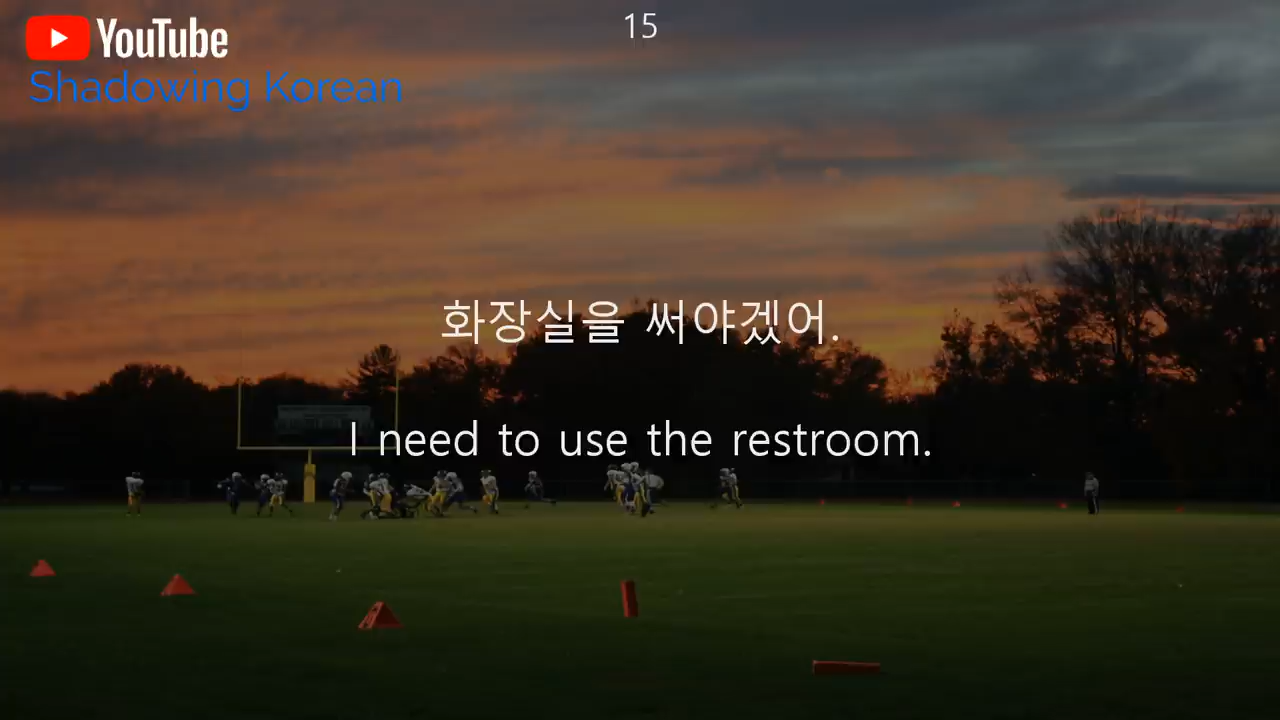 15
YouTube
Shadowing Korean
화장실을 써야겠어.
I need to use the restroom.